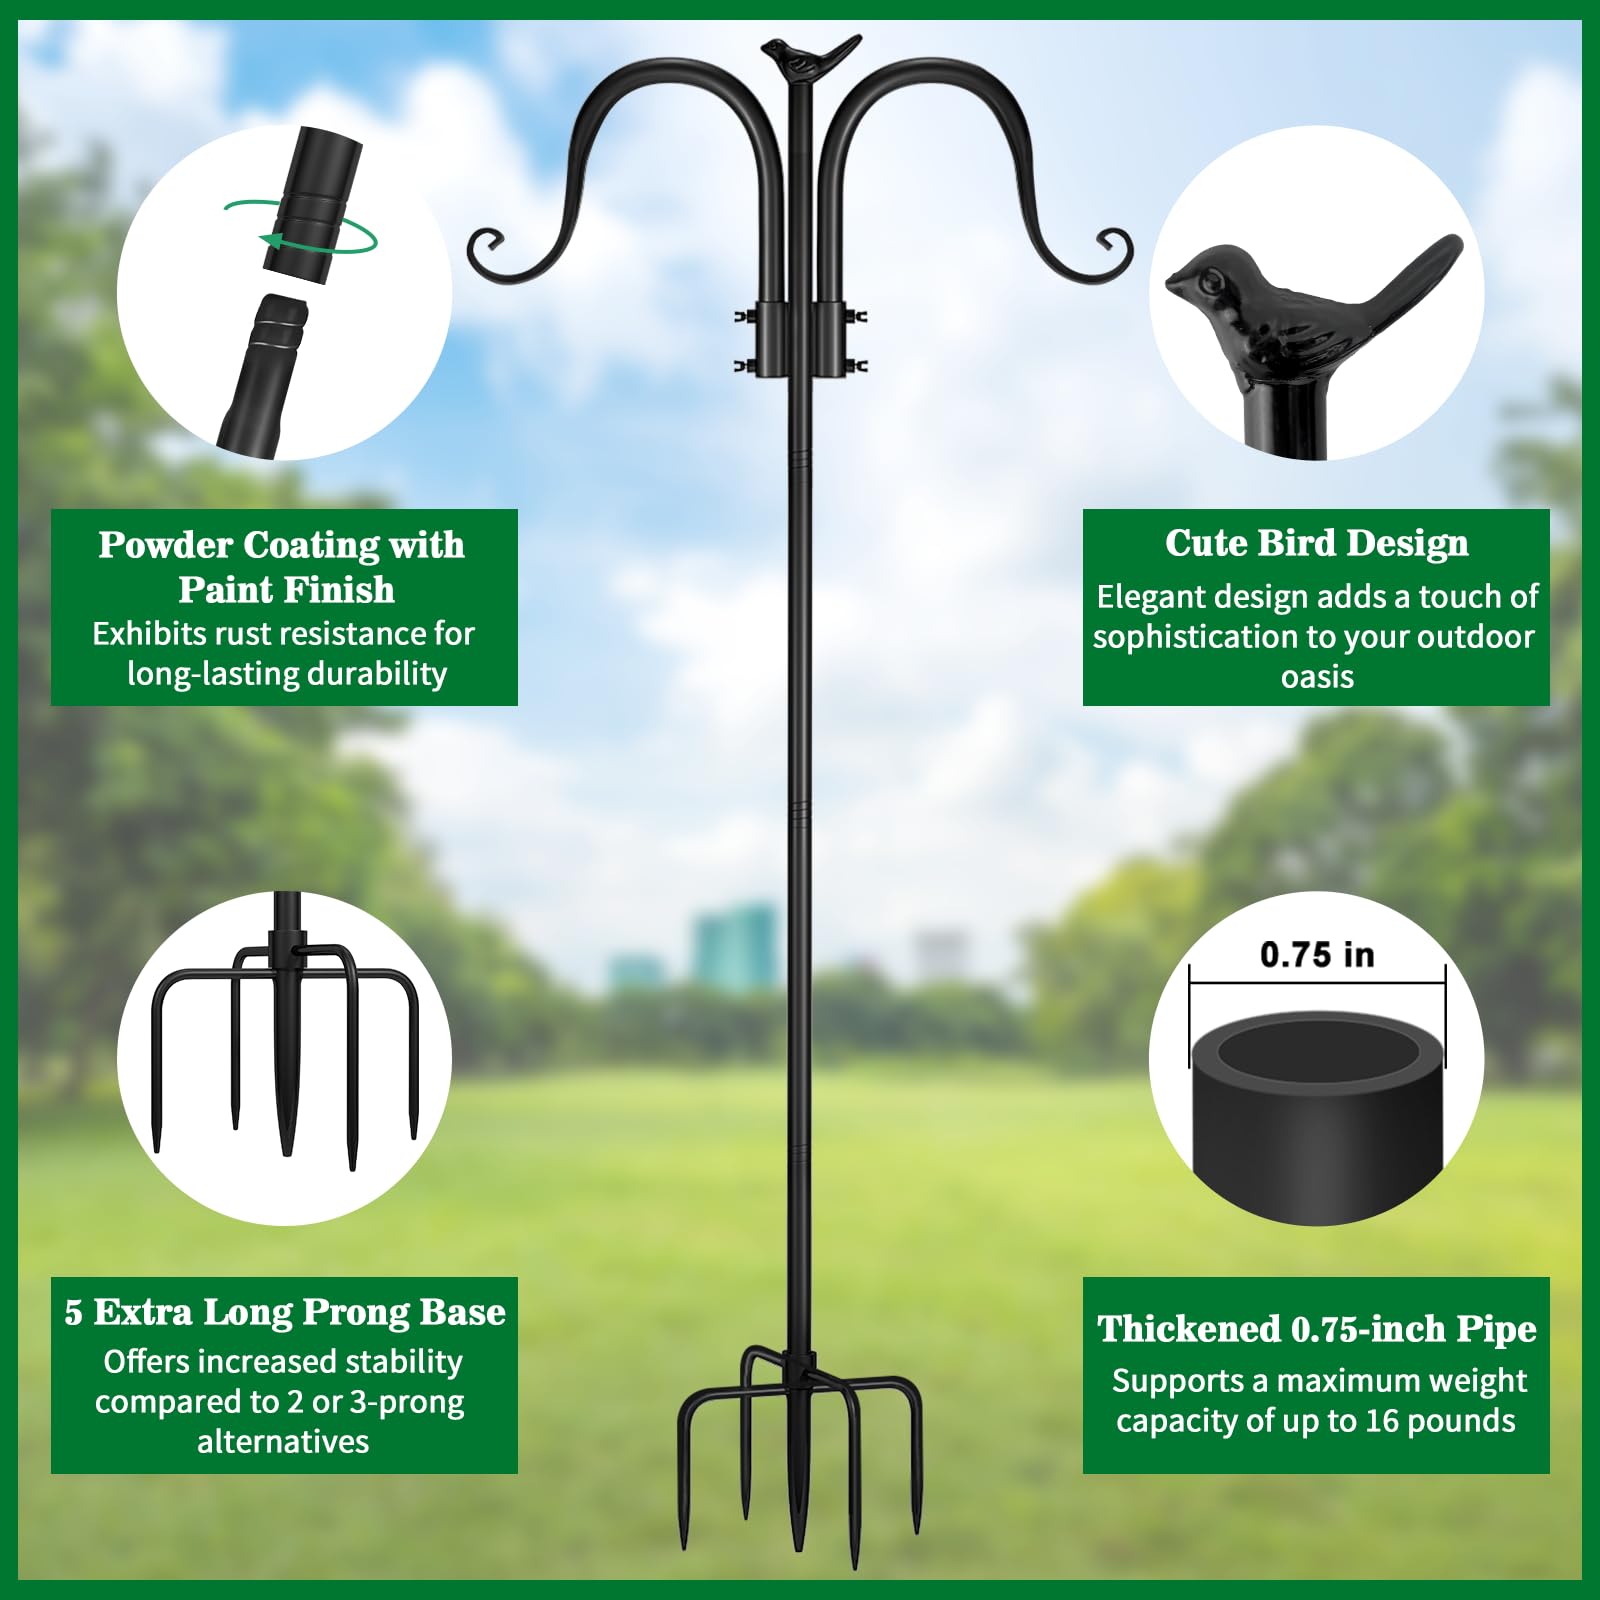 Powder Coating with
Paint Finish
Exhibits rust resistance for
long-lasting durability
Cute Bird Design
Elegant design adds a touch of
sophistication to your outdoor
oasis
0.75 in
5 Extra Long Prong Base
Offers increased stability
compared to 2 or 3-prong
alternatives
Thickened 0.75-inch Pipe
Supports a maximum weight
capacity of up to 16 pounds